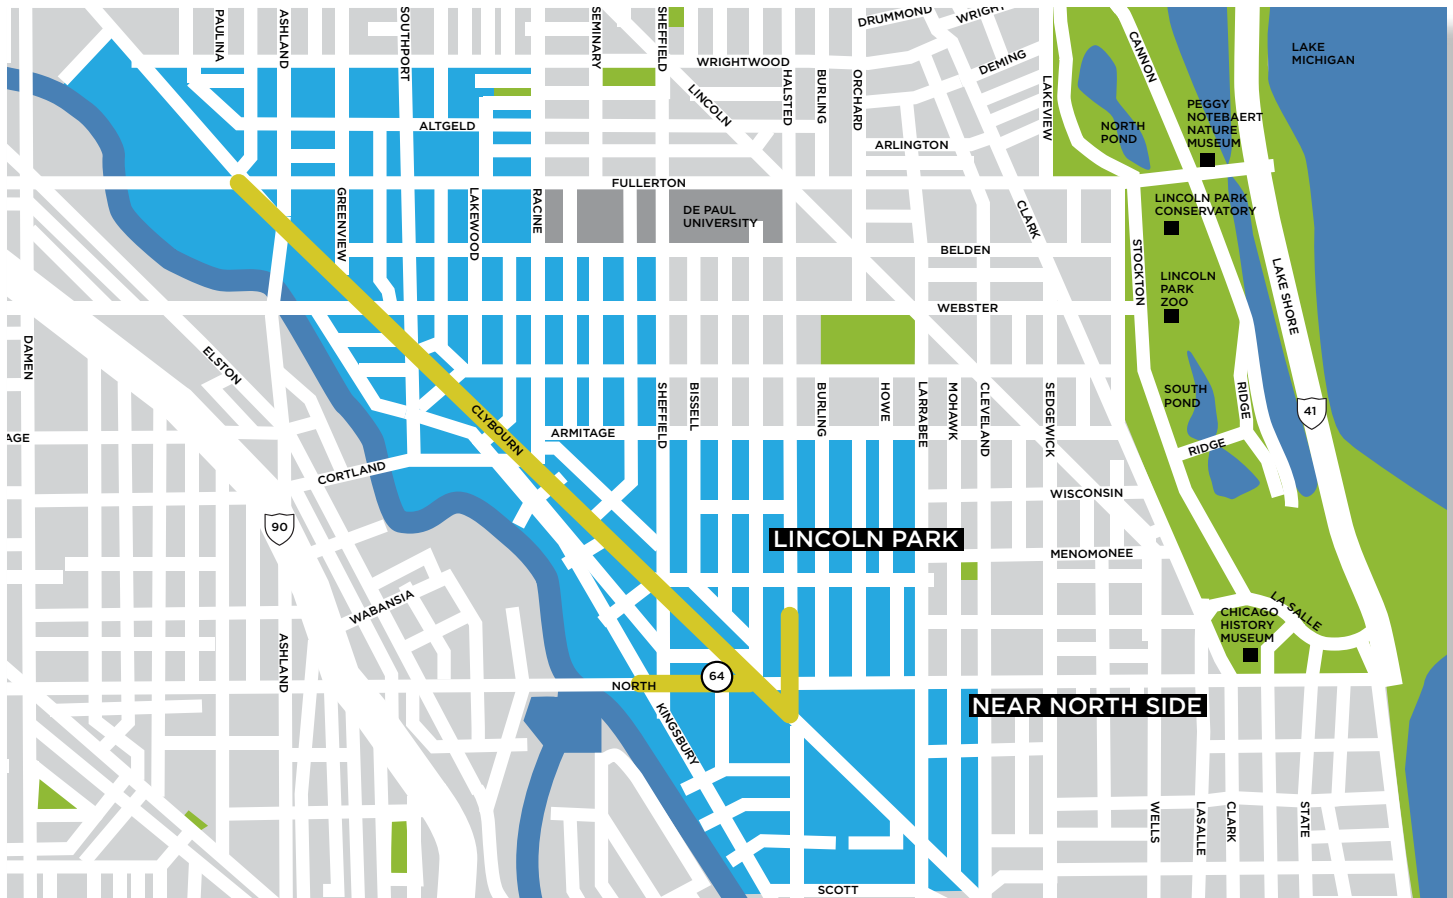 PAULINA
ASHLAND
SOUTHPORT
SEMINARY
SHEFFIELD
DRUMMOND
WRIGHT
WRIGHTWOOD
DEMING
LINCOLN
HALSTED
BURLING
ORCHARD
LAKEVIEW
CANNON
LAKE
MICHIGAN
ALTGELD
ARLINGTON
NORTH
POND
PEGGY
NOTEBAERT
NATURE
MUSEUM
FULLERTON
GREENVIEW
LAKEWOOD
RACINE
DE PAUL
UNIVERSITY
CLARK
LINCOLN PARK
CONSERVATORY
BELDEN
STOCKTON
LINCOLN
PARK
ZOO
LAKE SHORE
WEBSTER
DAMEN
ELSTON
SHEFFIELD
BISSELL
BURLING
HOWE
LARRABEE
MOHAWK
CLEVELAND
SEDGEWICK
SOUTH
POND
RIDGE
41
CLYBOURN
AGE
ARMITAGE
RIDGE
CORTLAND
WISCONSIN
90
LINCOLN PARK
MENOMONEE
WABANSIA
LA SALLE
CHICAGO
HISTORY
MUSEUM
ASHLAND
64
NORTH
NEAR NORTH SIDE
KINGSBURY
WELLS
LASALLE
CLARK
STATE
SCOTT